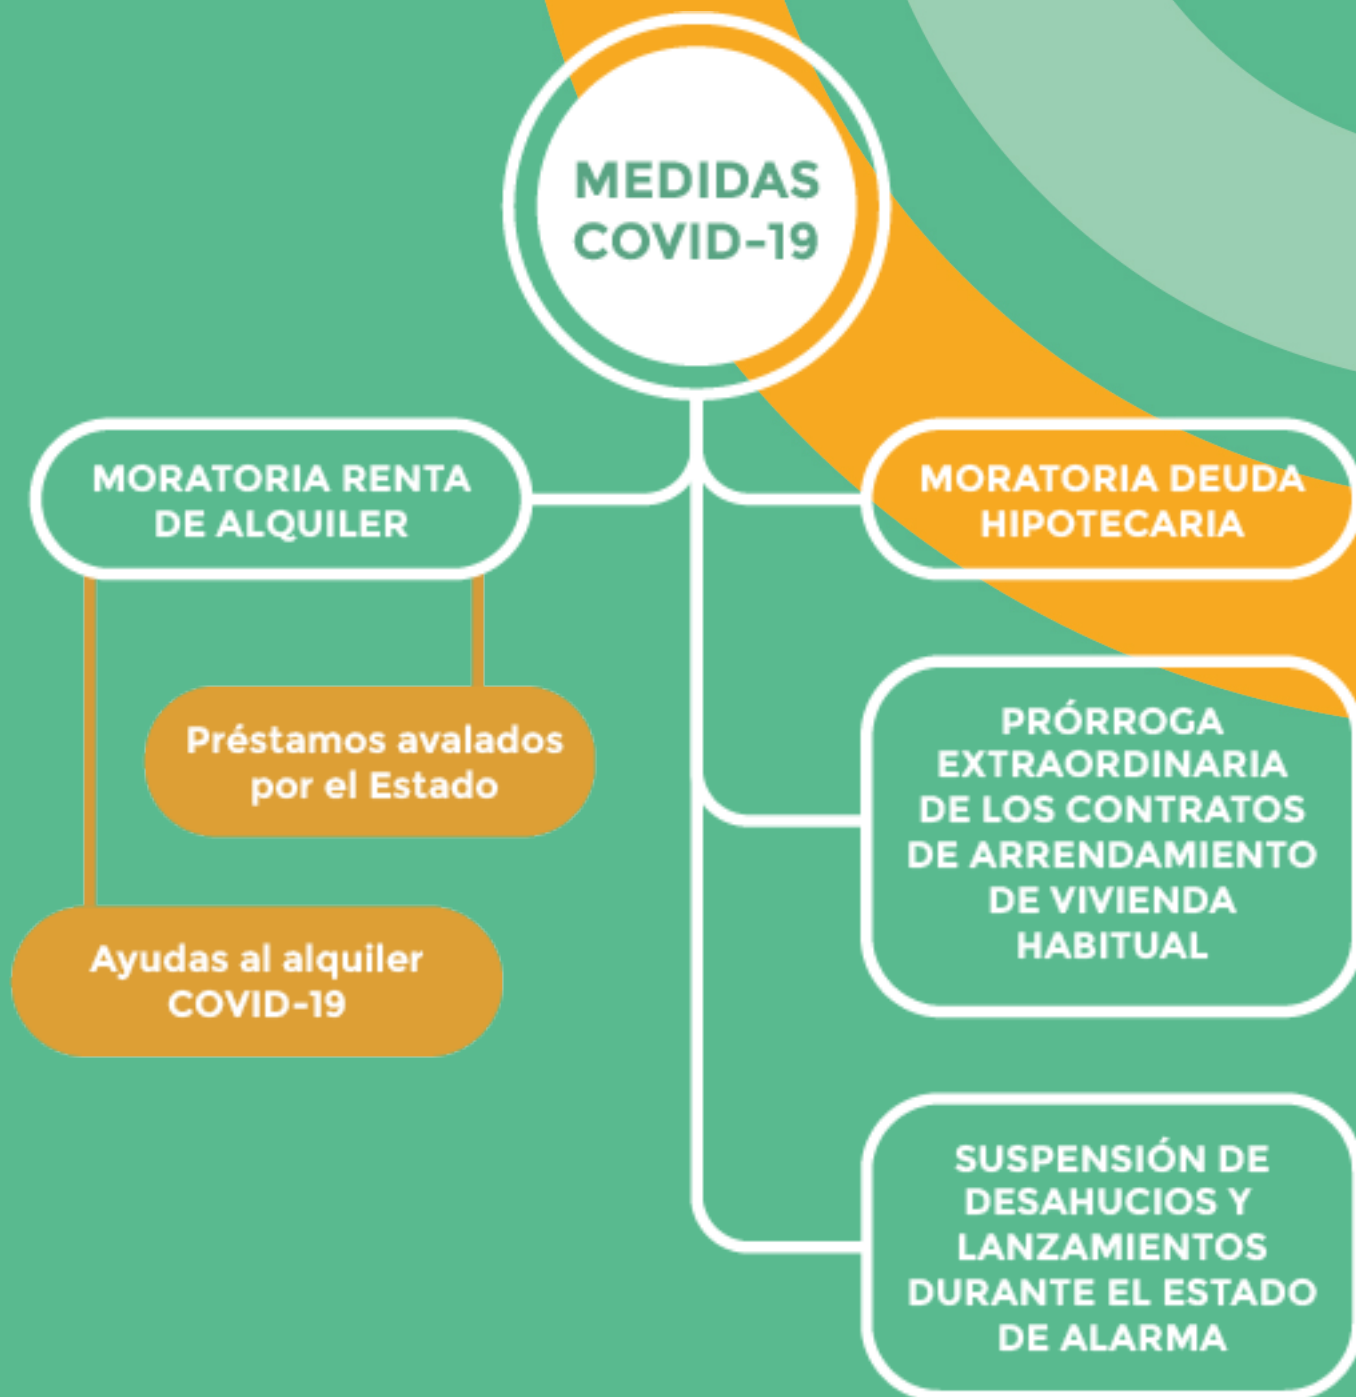 MEDIDAS
COVID-19
MORATORIA RENTA
DE ALQUILER
MORATORIA DEUDA
HIPOTECARIA
Préstamos avalados
por el Estado
Ayudas al alquiler
COVID-19
PRÓRROGA
EXTRAORDINARIA
DE LOS CONTRATOS
DE ARRENDAMIENTO
DE VIVIENDA
HABITUAL
SUSPENSIÓN DE
DESAHUCIOS Y
LANZAMIENTOS
DURANTE EL ESTADO
DE ALARMA